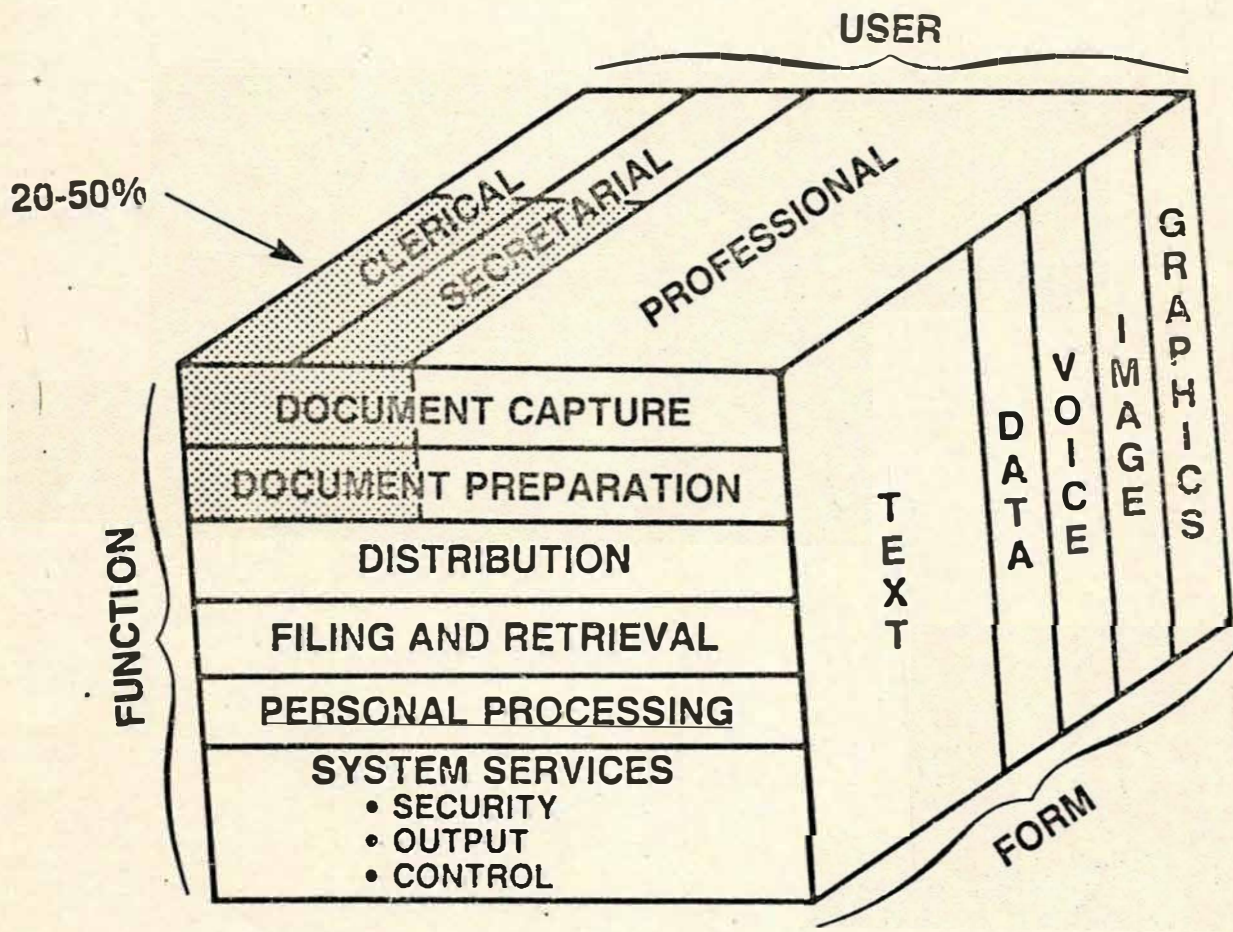 USER
20-50%
CLERICAL
SECRETARIAL
PROFESSIONAL
FUNCTION
DOCUMENT CAPTURE
DOCUMENT PREPARATION
DISTRIBUTION
FILING AND RETRIEVAL
PERSONAL PROCESSING
SYSTEM SERVICES
• SECURITY
• OUTPUT
• CONTROL
TEXT
DATA
VOICE
IMAGE
GRAPHICS
FORM